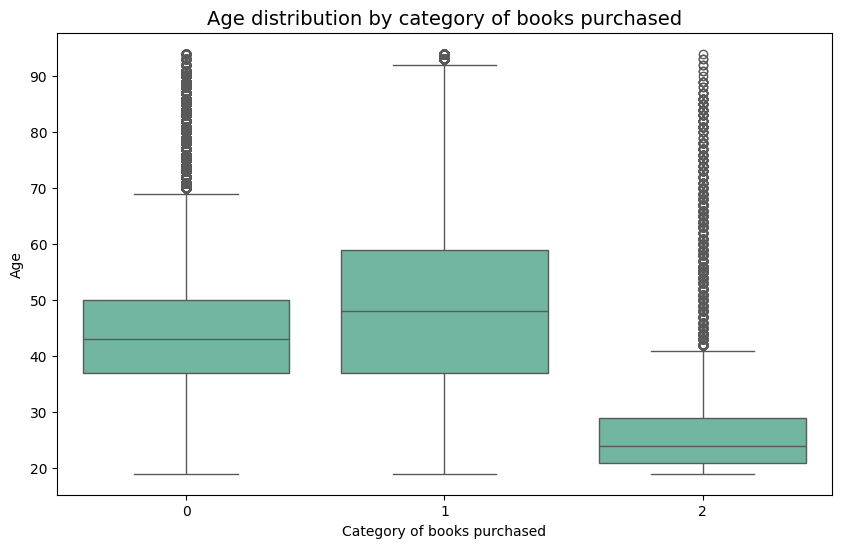 Age distribution by category of books purchased
90
80
70
60
50
40
30
20
Age
0 1 2
Category of books purchased